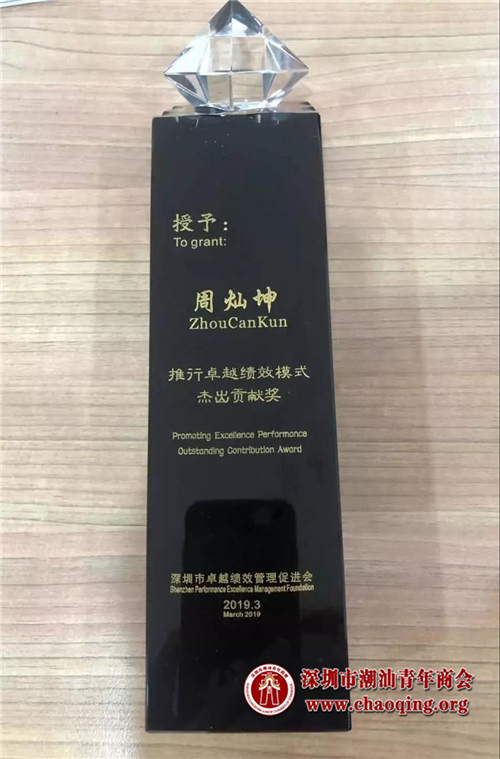 授予：
To grant:
周灿坤
ZhouCanKun
推行卓越绩效模式
杰出贡献奖
Promoting Excellence Performance
Outstanding Contribution Award
深圳市卓越绩效管理促进会
Shenzhen Performance Excellence Management Foundation
2019.3
March 2019
深圳市潮汕青年商会
www.chaoqing.org